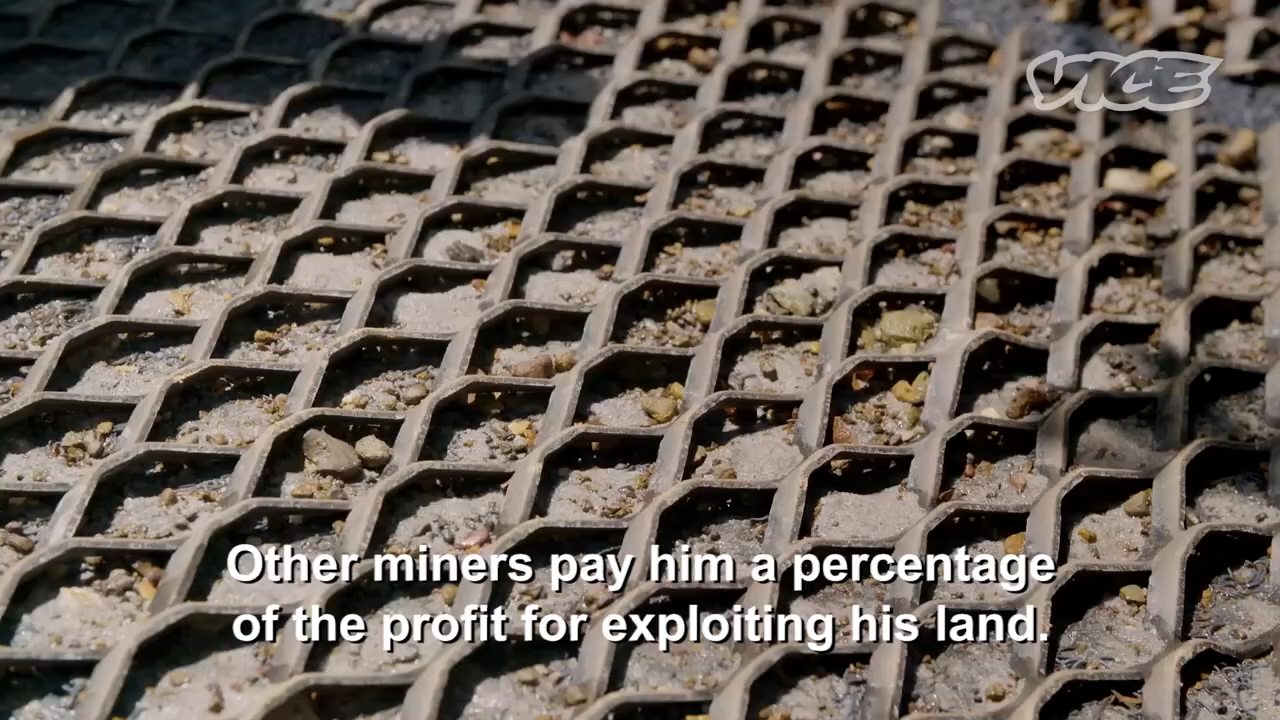 VICE
Other miners pay him a percentage
of the profit for exploiting his land.